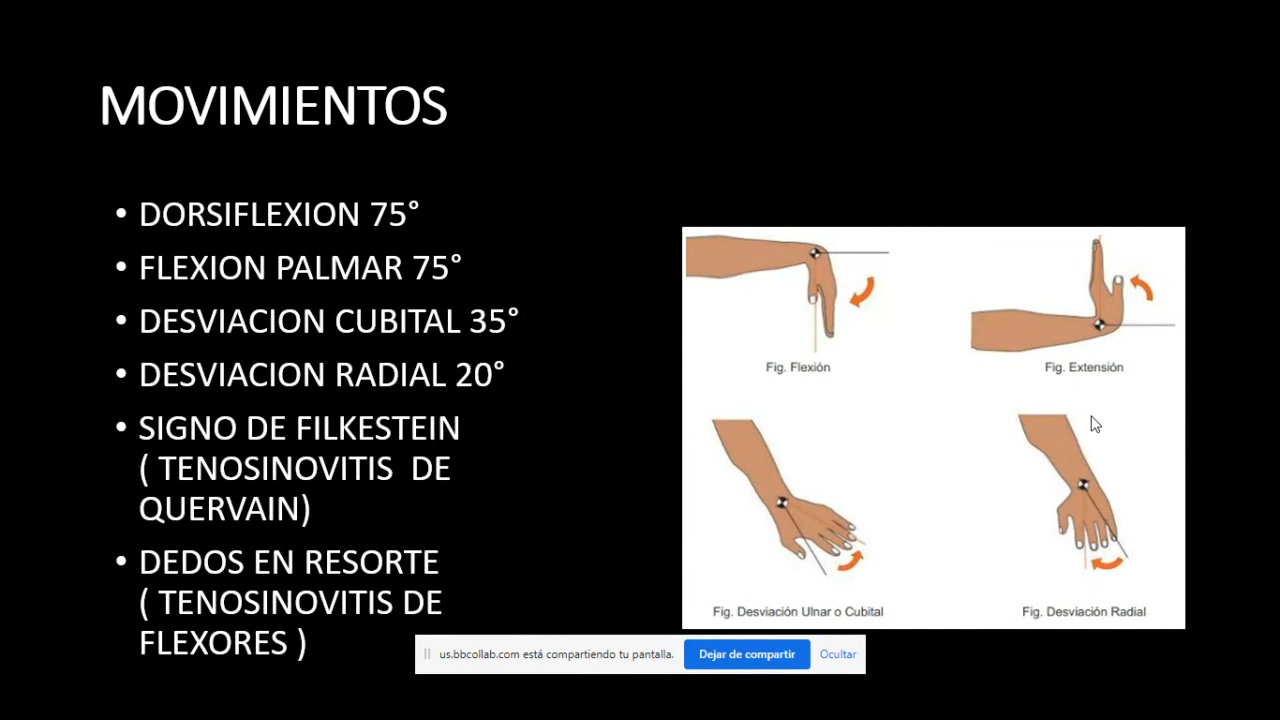 MOVIMIENTOS
• DORSIFLEXION 75°
• FLEXION PALMAR 75°
• DESVIACION CUBITAL 35°
• DESVIACION RADIAL 20°
• SIGNO DE FILKESTEIN
( TENOSINOVITIS DE
QUERVAIN)
• DEDOS EN RESORTE
( TENOSINOVITIS DE
FLEXORES )
Fig. Flexión
Fig. Extensión
Fig. Desviación Ulnar o Cubital
Fig. Desviación Radial
us.bbcollab.com está compartiendo tu pantalla.
Dejar de compartir
Ocultar